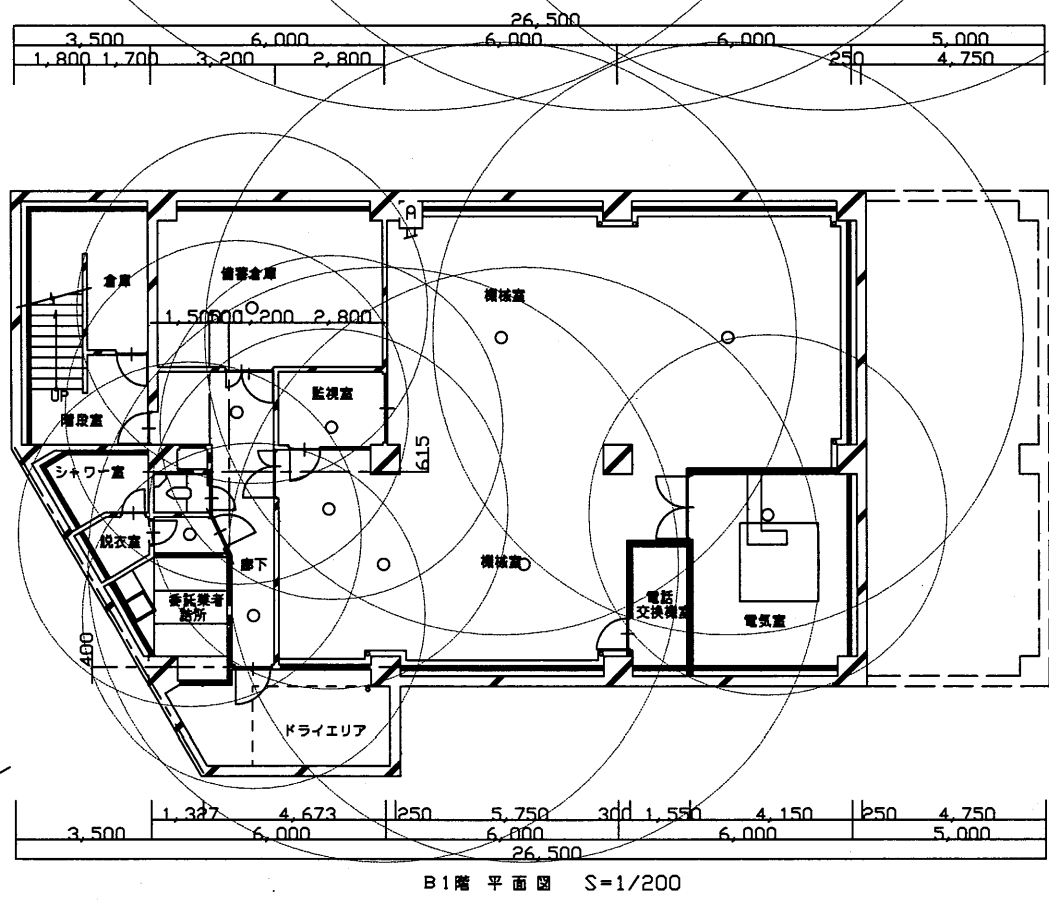 26,500
3,500 6,000 6,000 6,000 5,000
1,800 1,700 3,200 2,800 250 4,750
A
倉庫
備蓄倉庫
機械室
1,200 2,800
UP
階段室
監視室
615
シャワー室
脱衣室
廊下
機械室
委託業者
詰所
電話
交換機室
電気室
400
ドライエリア
1,327 4,673 250 5,750 300 1,550 4,150 250 4,750
3,500 6,000 6,000 6,000 5,000
26,500
B1階 平面図 S=1/200